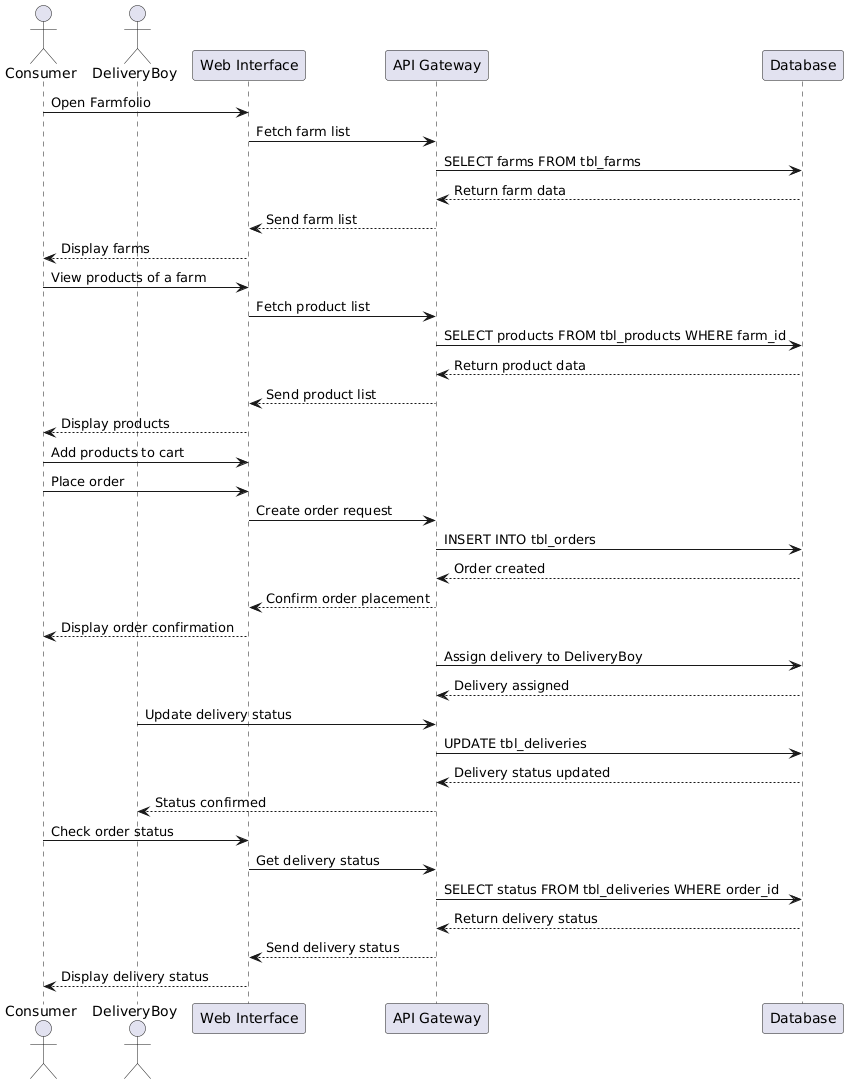 Consumer
DeliveryBoy
Web Interface
API Gateway
Database
Open Farmfolio
Fetch farm list
SELECT farms FROM tbl_farms
Return farm data
Send farm list
Display farms
View products of a farm
Fetch product list
SELECT products FROM tbl_products WHERE farm_id
Return product data
Send product list
Display products
Add products to cart
Place order
Create order request
INSERT INTO tbl_orders
Order created
Confirm order placement
Display order confirmation
Assign delivery to DeliveryBoy
Delivery assigned
Update delivery status
UPDATE tbl_deliveries
Delivery status updated
Status confirmed
Check order status
Get delivery status
SELECT status FROM tbl_deliveries WHERE order_id
Return delivery status
Send delivery status
Display delivery status
Consumer
DeliveryBoy
Web Interface
API Gateway
Database